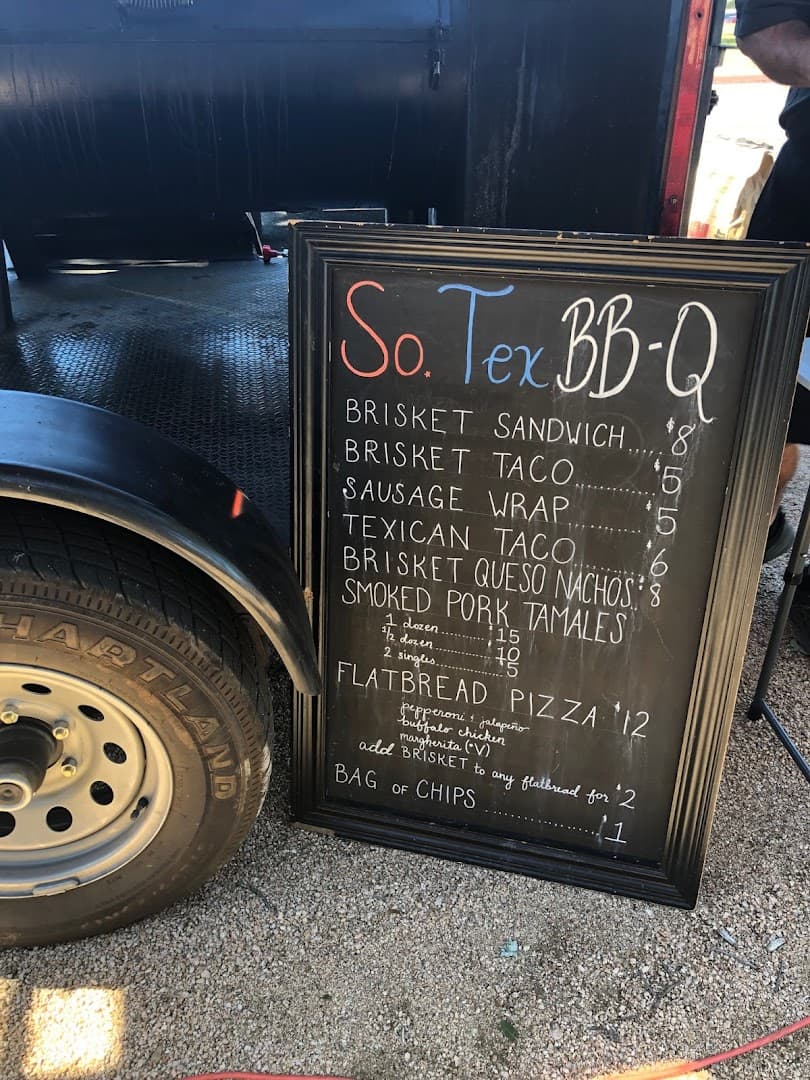 So. Tex BB-Q
BRISKET SANDWICH.... $8
BRISKET TACO.......... $5
SAUSAGE WRAP.......... $5
TEXICAN TACO........ $6
BRISKET QUESO NACHOS. $8
SMOKED PORK TAMALES
1 dozen.......... $15
1/2 dozen.......... $10
2 singles.............. $5
FLATBREAD PIZZA $12
pepperoni & jalapeño
buffalo chicken
margherita (*V)
add BRISKET to any flatbread for $2
BAG OF CHIPS .............. $1
HARTLAND